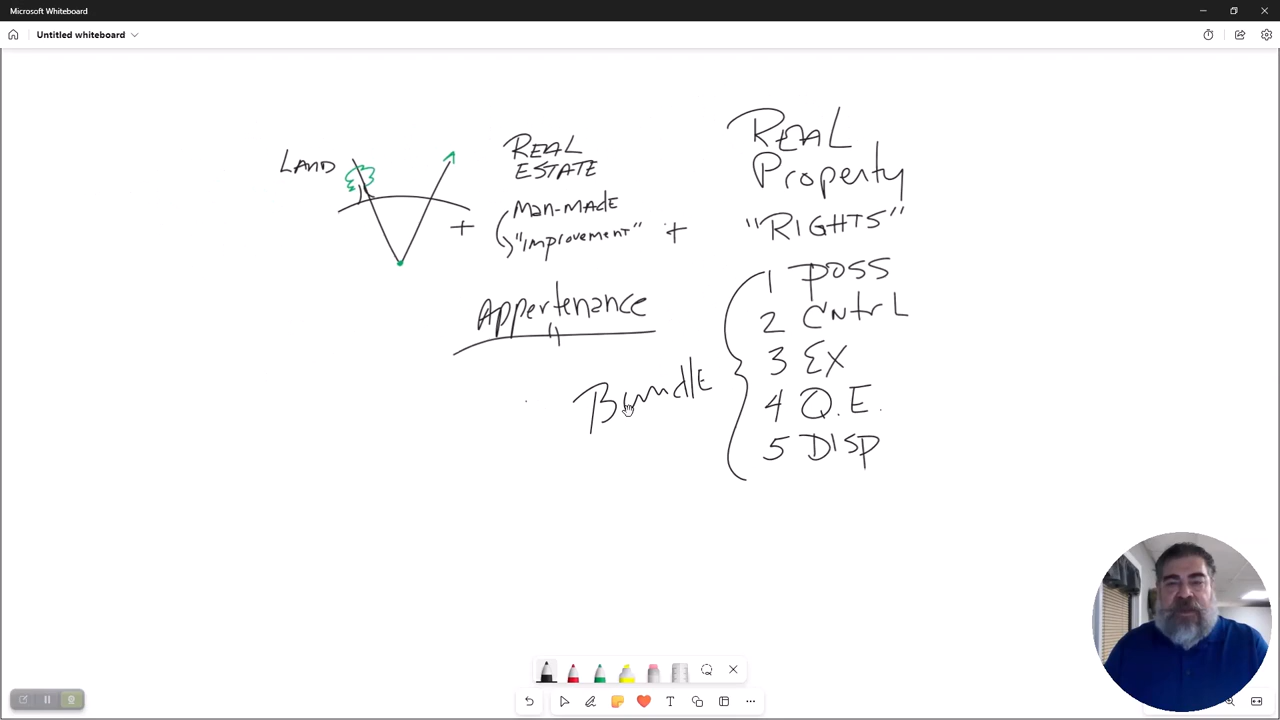 Microsoft Whiteboard
Untitled whiteboard
LAND
+
REAL
ESTATE
MAN-MADE
"Improvement"
+
REAL
Property
"RIGHTS"
1 POSS
2 CntrL
3 EX
4 Q.E.
5 DISP
Appertenance
Bundle
T